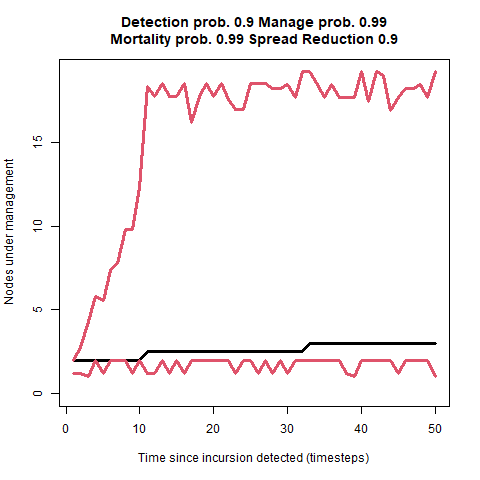 Detection prob. 0.9 Manage prob. 0.99
Mortality prob. 0.99 Spread Reduction 0.9
Nodes under management
15
10
5
0
0 10 20 30 40 50
Time since incursion detected (timesteps)